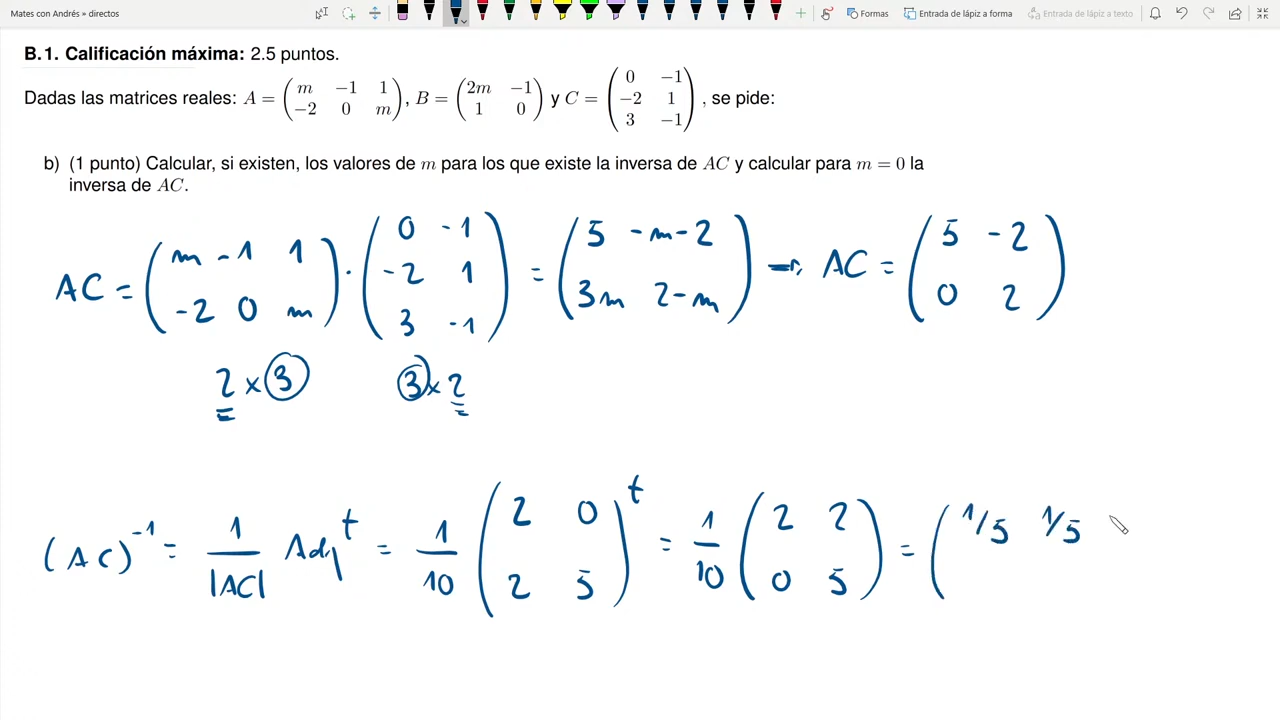 Mates con Andrés » directos
Formas
Entrada de lápiz a forma
Entrada de lápiz a texto
B.1. Calificación máxima: 2.5 puntos.
Dadas las matrices reales: A = ( m −1 1 ; −2 0 m ), B = ( 2m −1 ; 1 0 ) y C = ( 0 −1 ; −2 1 ; 3 −1 ), se pide:
b) (1 punto) Calcular, si existen, los valores de m para los que existe la inversa de AC y calcular para m = 0 la
inversa de AC.
AC = ( m -1 1 ; -2 0 m ) · ( 0 -1 ; -2 1 ; 3 -1 ) = ( 5 -m-2 ; 3m 2-m ) → AC = ( 5 -2 ; 0 2 )
2 x 3 3 x 2
(AC)^-1 = 1/|AC| Adj^t = 1/10 ( 2 0 ; 2 5 )^t = 1/10 ( 2 2 ; 0 5 ) = ( 1/5 1/5